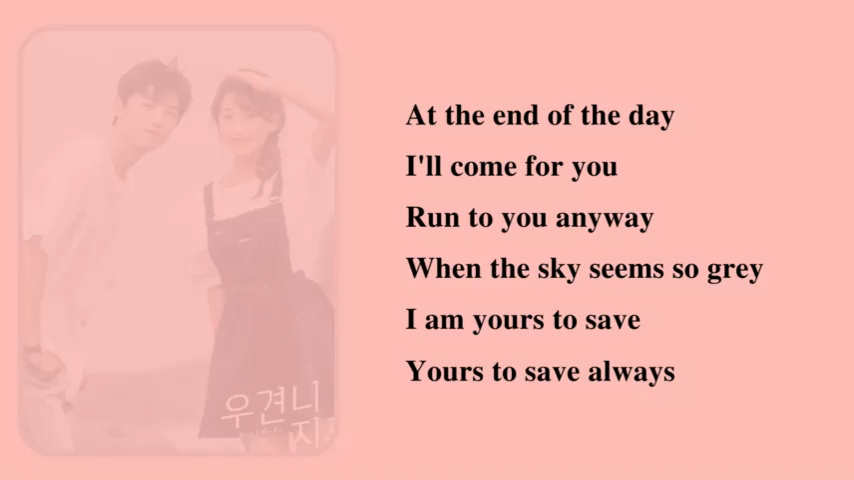 At the end of the day
I'll come for you
Run to you anyway
When the sky seems so grey
I am yours to save
Yours to save always
우견니